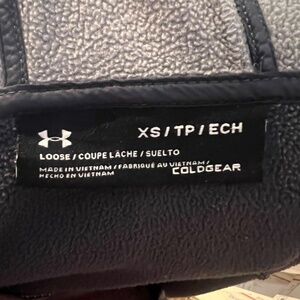 XS / TP / ECH
LOOSE / COUPE LÂCHE / SUELTO
MADE IN VIETNAM / FABRIQUÉ AU VIETNAM /
HECHO EN VIETNAM
COLDGEAR